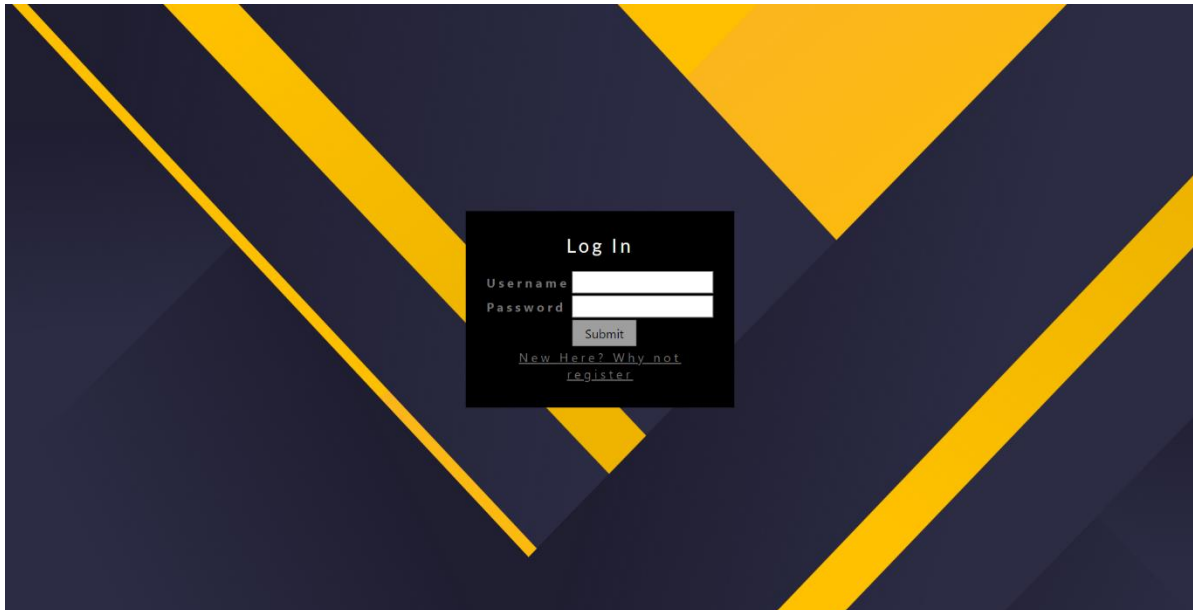 Log In
Username
Password
Submit
New Here? Why not
register